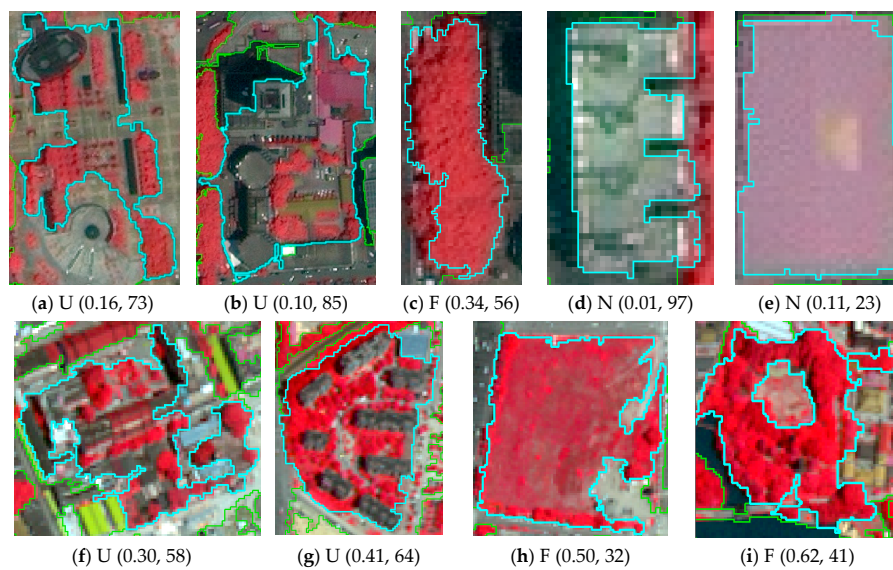 (a) U (0.16, 73)
(b) U (0.10, 85)
(c) F (0.34, 56)
(d) N (0.01, 97)
(e) N (0.11, 23)
(f) U (0.30, 58)
(g) U (0.41, 64)
(h) F (0.50, 32)
(i) F (0.62, 41)